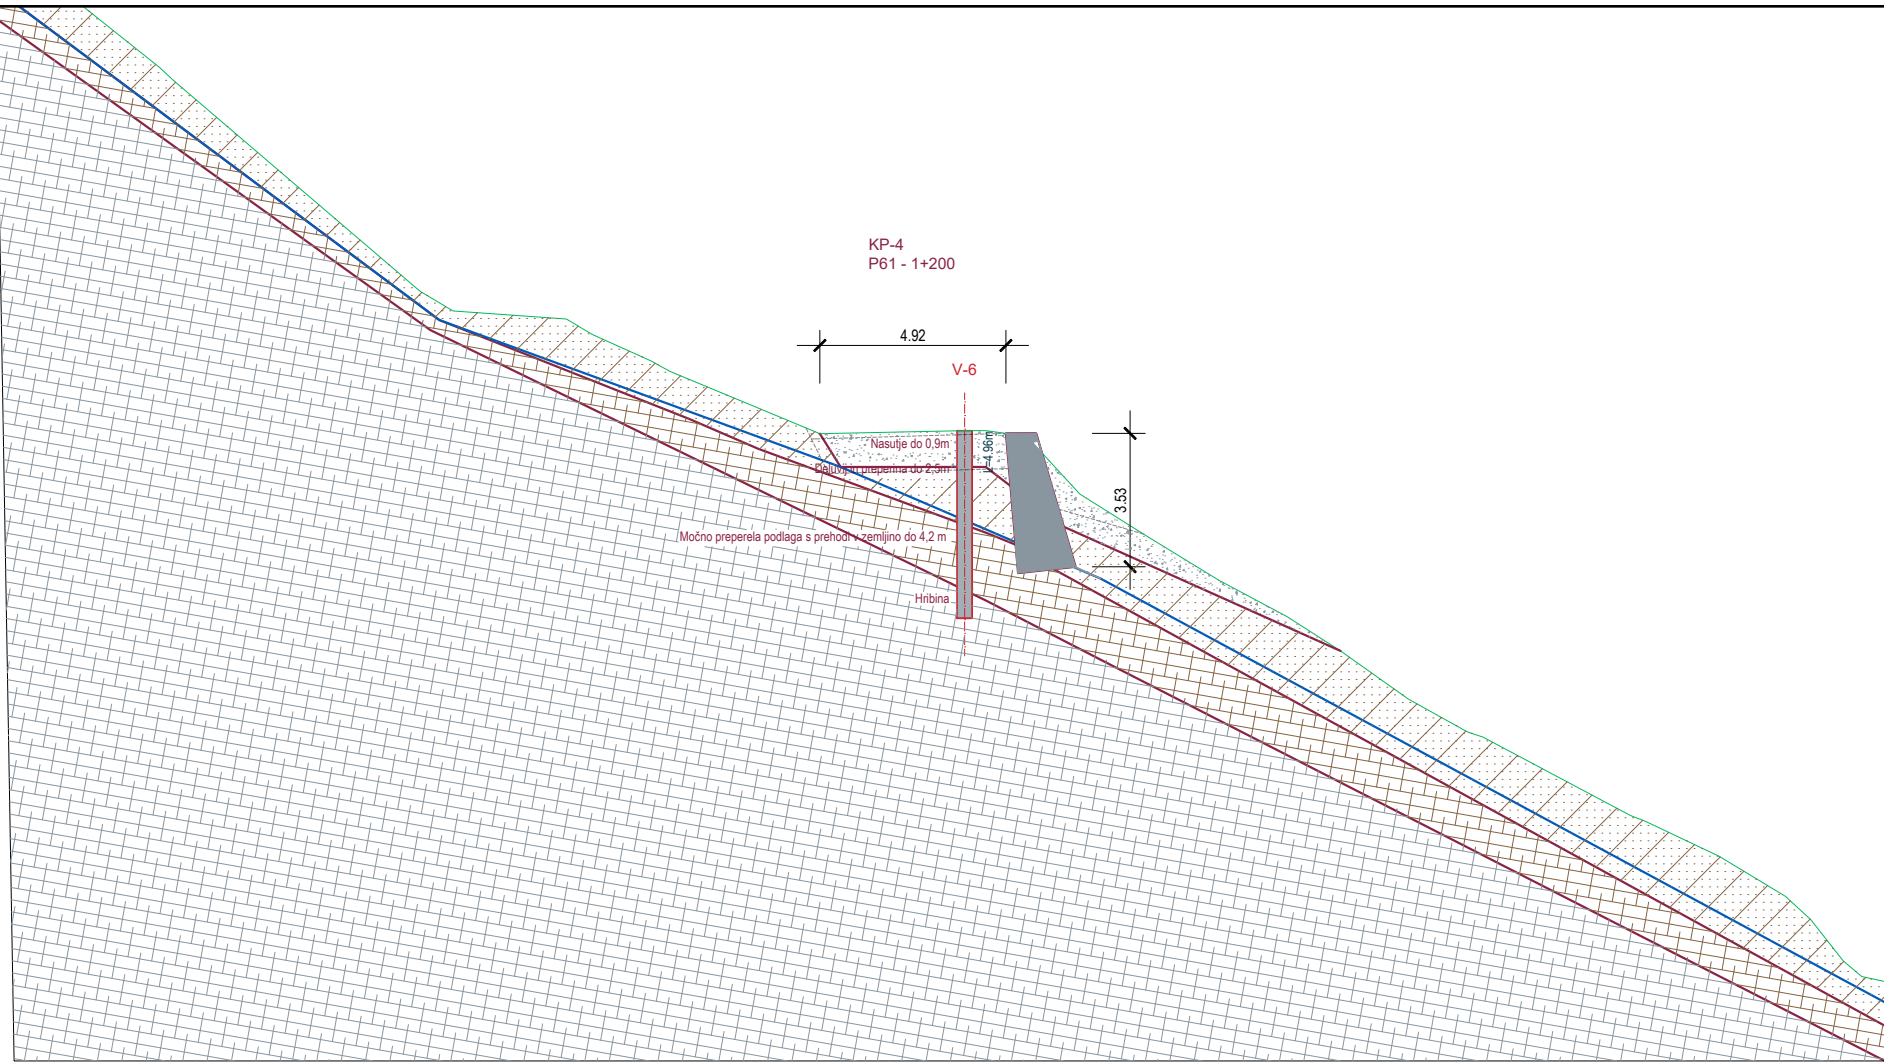 KP-4
P61 - 1+200
4.92
V-6
Nasutje do 0,9m
preperina do 2,5m
=4.96m
3.53
Močno preperela podlaga s prehodi v zemljino do 4,2 m
Hribina